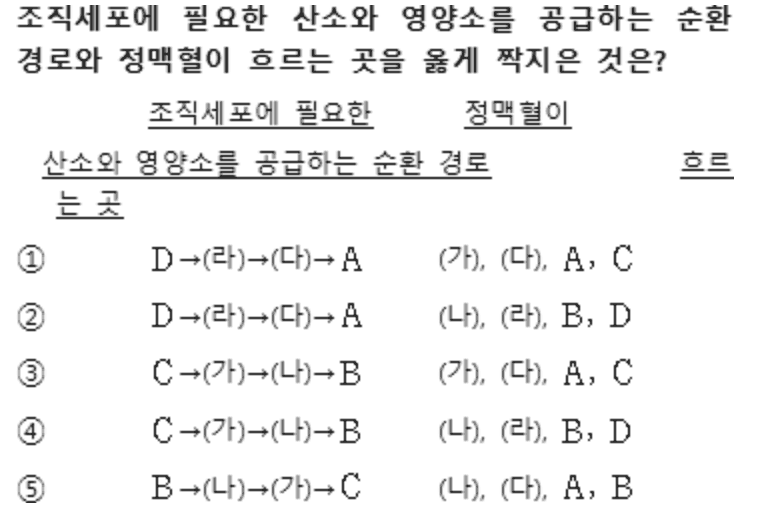 조직세포에 필요한 산소와 영양소를 공급하는 순환
경로와 정맥혈이 흐르는 곳을 옳게 짝지은 것은?
조직세포에 필요한 정맥혈이
산소와 영양소를 공급하는 순환 경로 흐르
는 곳
① D→(라)→(다)→A (가), (다), A, C
② D→(라)→(다)→A (나), (라), B, D
③ C→(가)→(나)→B (가), (다), A, C
④ C→(가)→(나)→B (나), (라), B, D
⑤ B→(나)→(가)→C (나), (다), A, B